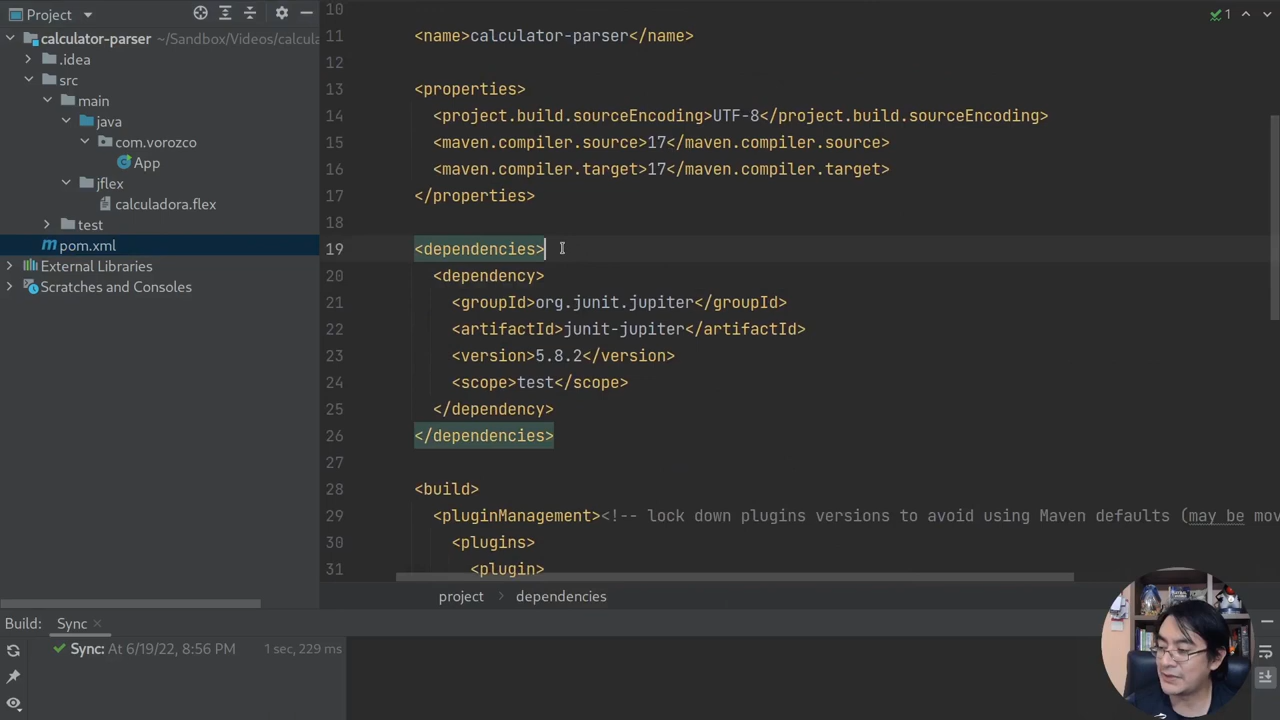 Project
calculator-parser ~/Sandbox/Videos/calcula
.idea
src
main
java
com.vorozco
App
jflex
calculadora.flex
test
pom.xml
External Libraries
Scratches and Consoles
10
11 <name>calculator-parser</name>
12
13 <properties>
14 <project.build.sourceEncoding>UTF-8</project.build.sourceEncoding>
15 <maven.compiler.source>17</maven.compiler.source>
16 <maven.compiler.target>17</maven.compiler.target>
17 </properties>
18
19 <dependencies>
20 <dependency>
21 <groupId>org.junit.jupiter</groupId>
22 <artifactId>junit-jupiter</artifactId>
23 <version>5.8.2</version>
24 <scope>test</scope>
25 </dependency>
26 </dependencies>
27
28 <build>
29 <pluginManagement><!-- lock down plugins versions to avoid using Maven defaults (may be mov
30 <plugins>
31 <plugin>
1
project > dependencies
Build: Sync
Sync: At 6/19/22, 8:56 PM 1 sec, 229 ms